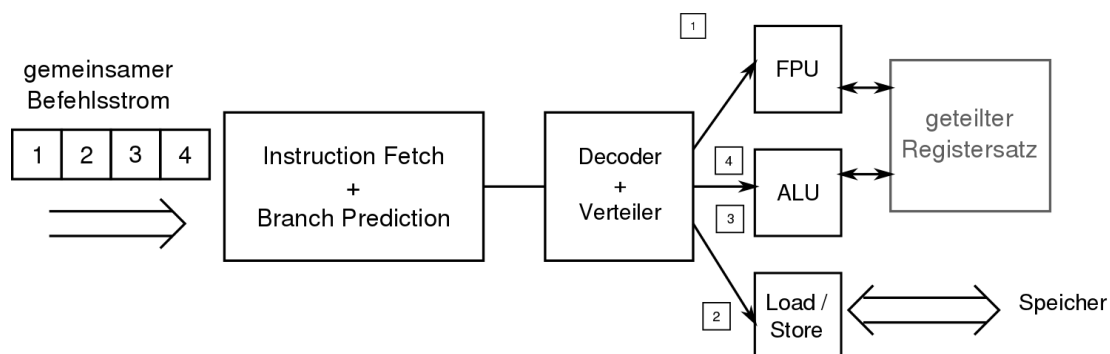 gemeinsamer
Befehlsstrom
1 2 3 4
Instruction Fetch
+
Branch Prediction
Decoder
+
Verteiler
1
4
3
2
FPU
ALU
Load /
Store
geteilter
Registersatz
Speicher